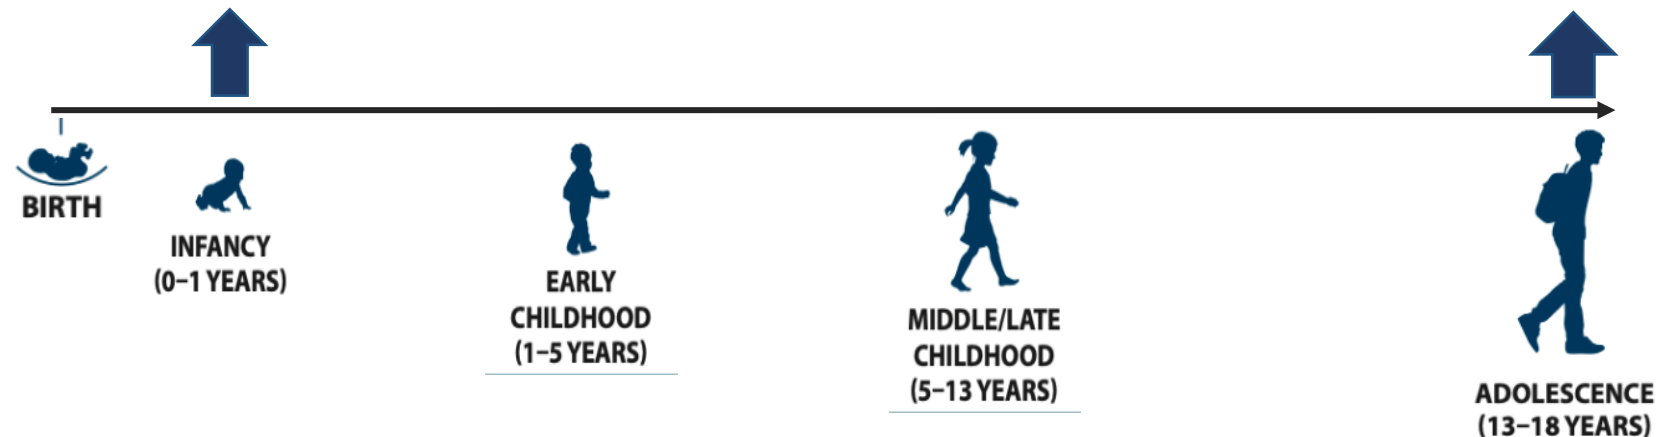 BIRTH
INFANCY
(0–1 YEARS)
EARLY
CHILDHOOD
(1–5 YEARS)
MIDDLE/LATE
CHILDHOOD
(5–13 YEARS)
ADOLESCENCE
(13–18 YEARS)